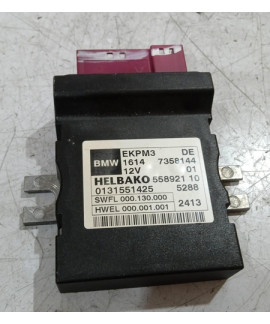 EKPM3 DE
BMW 1614 7358144
12V 01
HELBAKO 558921 10
0131551425 5288
SWFL 000.130.000
HWEL 000.001.001 2413